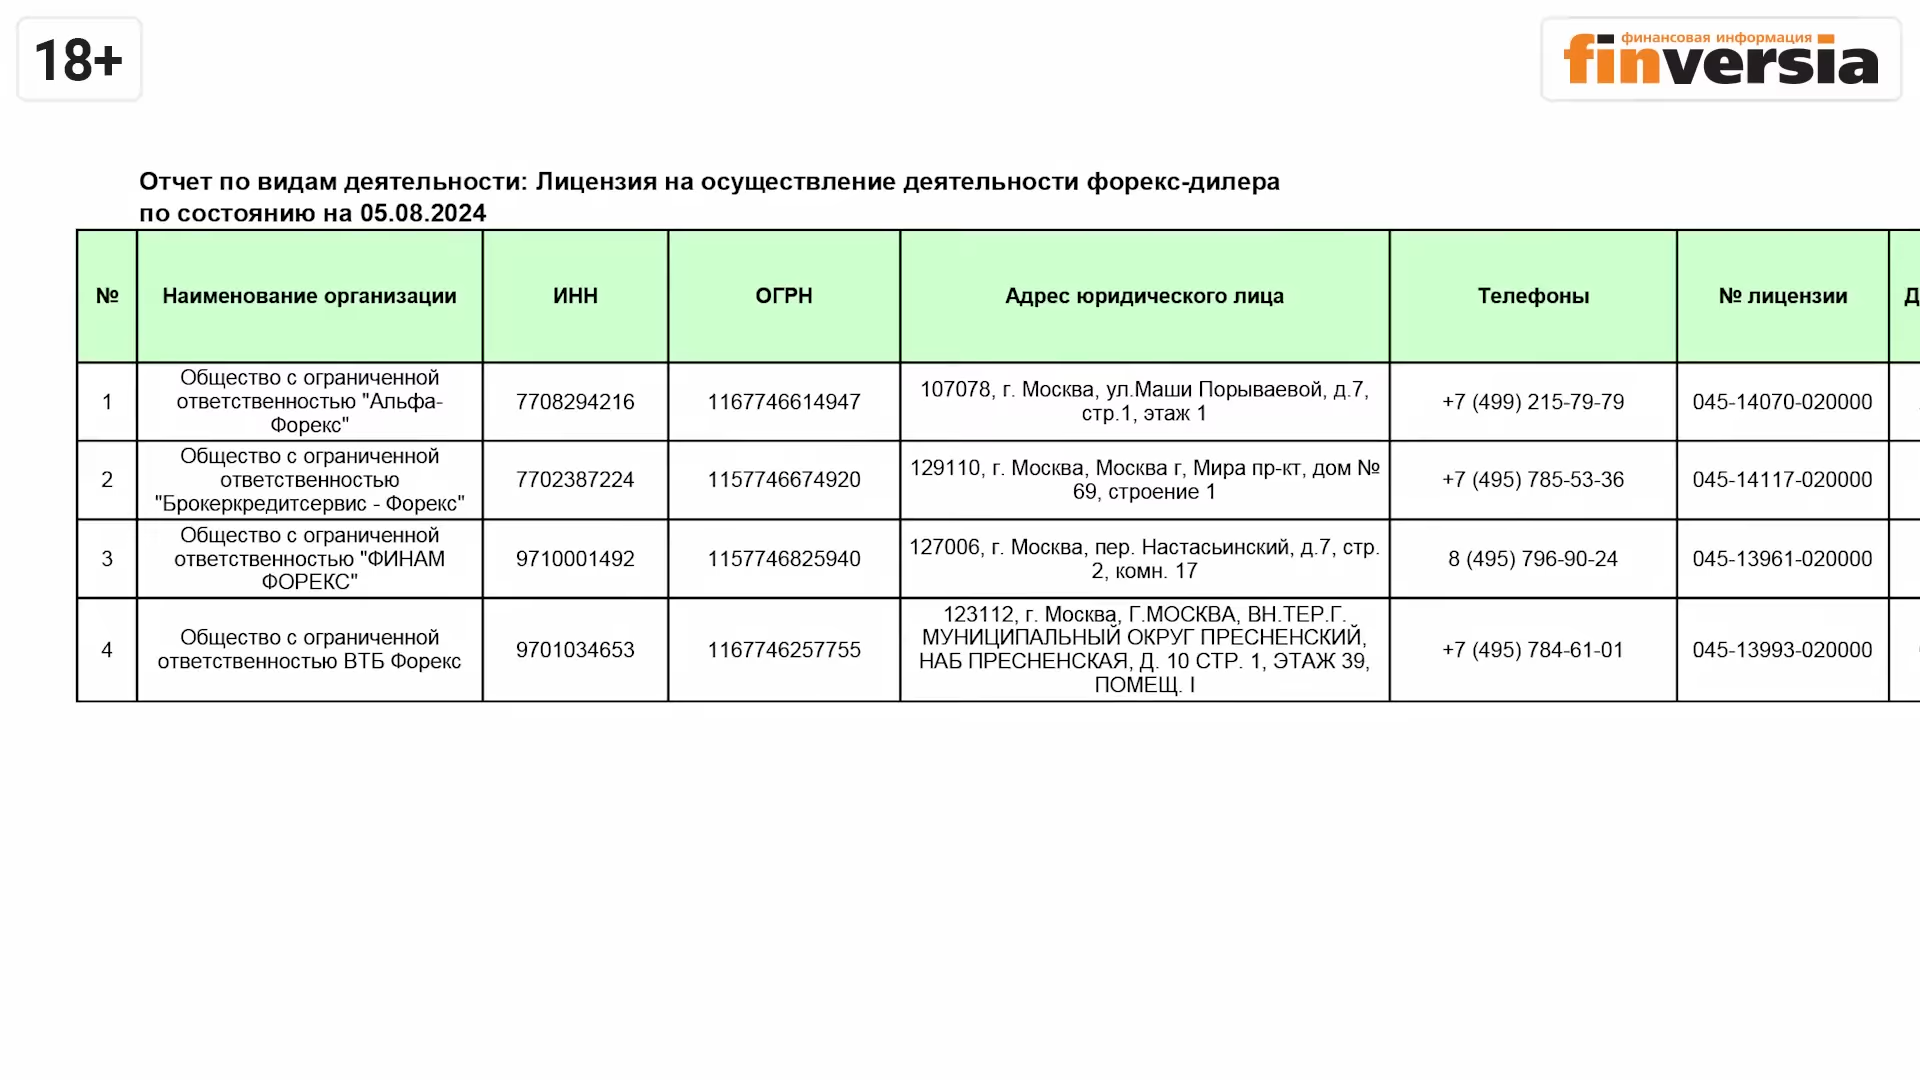 18+
финансовая информация
finversia
Отчет по видам деятельности: Лицензия на осуществление деятельности форекс-дилера
по состоянию на 05.08.2024
№
Наименование организации
ИНН
ОГРН
Адрес юридического лица
Телефоны
№ лицензии
1
Общество с ограниченной
ответственностью "Альфа-
Форекс"
7708294216
1167746614947
107078, г. Москва, ул.Маши Порываевой, д.7,
стр.1, этаж 1
+7 (499) 215-79-79
045-14070-020000
2
Общество с ограниченной
ответственностью
"Брокеркредитсервис - Форекс"
7702387224
1157746674920
129110, г. Москва, Москва г, Мира пр-кт, дом №
69, строение 1
+7 (495) 785-53-36
045-14117-020000
3
Общество с ограниченной
ответственностью "ФИНАМ
ФОРЕКС"
9710001492
1157746825940
127006, г. Москва, пер. Настасьинский, д.7, стр.
2, комн. 17
8 (495) 796-90-24
045-13961-020000
4
Общество с ограниченной
ответственностью ВТБ Форекс
9701034653
1167746257755
123112, г. Москва, Г.МОСКВА, ВН.ТЕР.Г.
МУНИЦИПАЛЬНЫЙ ОКРУГ ПРЕСНЕНСКИЙ,
НАБ ПРЕСНЕНСКАЯ, Д. 10 СТР. 1, ЭТАЖ 39,
ПОМЕЩ. I
+7 (495) 784-61-01
045-13993-020000